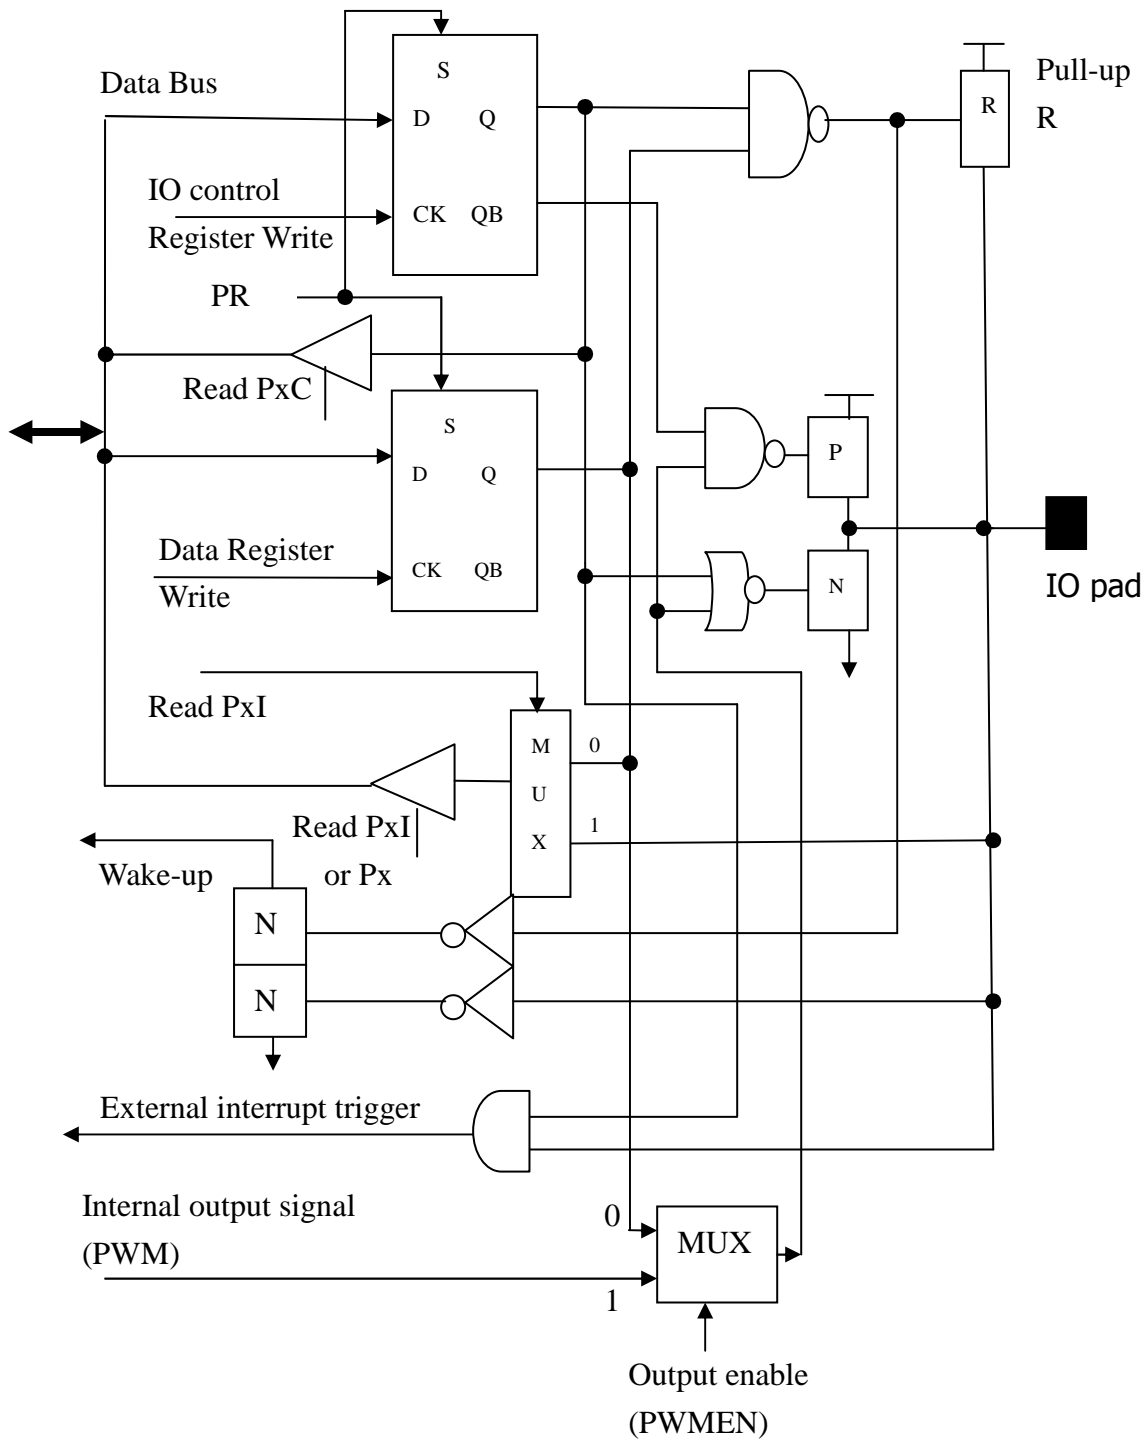 S
Data Bus
D Q
IO control
CK QB
Register Write
PR
R
Pull-up
R
Read PxC
S
D Q
P
Data Register
CK QB
Write
N
IO pad
Read PxI
M
U
X
0
1
Read PxI
or Px
Wake-up
N
N
External interrupt trigger
Internal output signal
(PWM)
0
1
MUX
Output enable
(PWMEN)